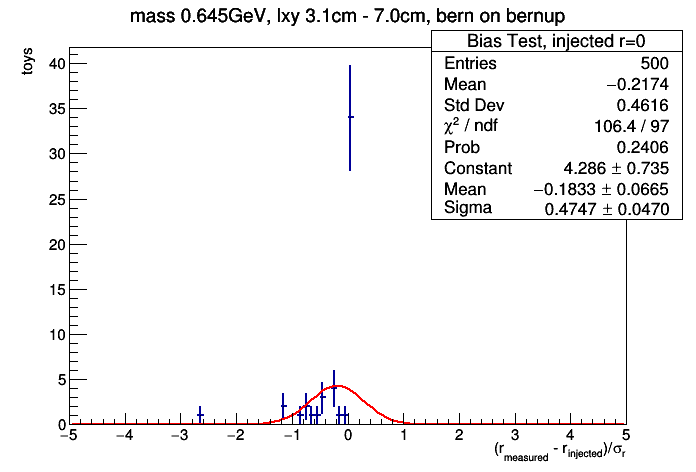 mass 0.645GeV, lxy 3.1cm - 7.0cm, bern on bernup
toys
Bias Test, injected r=0
Entries 500
Mean −0.2174
Std Dev 0.4616
χ² / ndf 106.4 / 97
Prob 0.2406
Constant 4.286 ± 0.735
Mean −0.1833 ± 0.0665
Sigma 0.4747 ± 0.0470
40
35
30
25
20
15
10
5
0
−5 −4 −3 −2 −1 0 1 2 3 4 5
(r_measured - r_injected)/σ_r